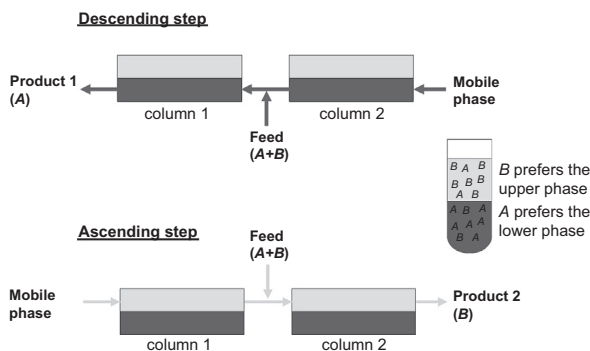 Descending step
Product 1
(A)
column 1
column 2
Mobile
phase
Feed
(A+B)
B A B
B B B
A B
A B A
A A A
B A
B prefers the
upper phase
A prefers the
lower phase
Ascending step
Feed
(A+B)
Mobile
phase
column 1
column 2
Product 2
(B)